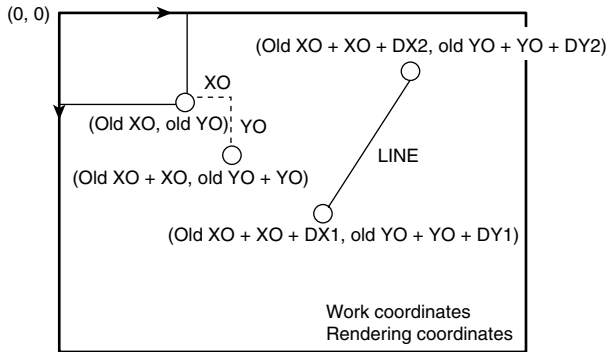 (0, 0)
(Old XO + XO + DX2, old YO + YO + DY2)
XO
(Old XO, old YO)
YO
LINE
(Old XO + XO, old YO + YO)
(Old XO + XO + DX1, old YO + YO + DY1)
Work coordinates
Rendering coordinates